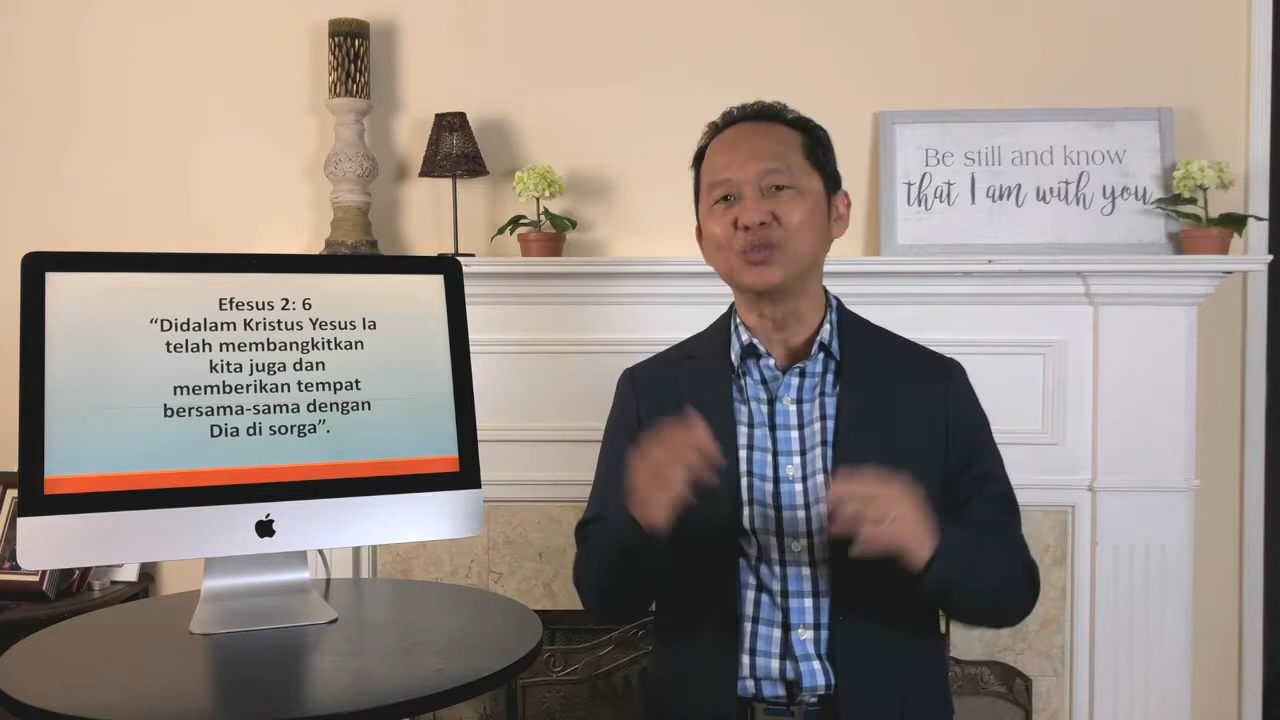 Efesus 2: 6
“Didalam Kristus Yesus Ia
telah membangkitkan
kita juga dan
memberikan tempat
bersama-sama dengan
Dia di sorga”.
Be still and know
that I am with you